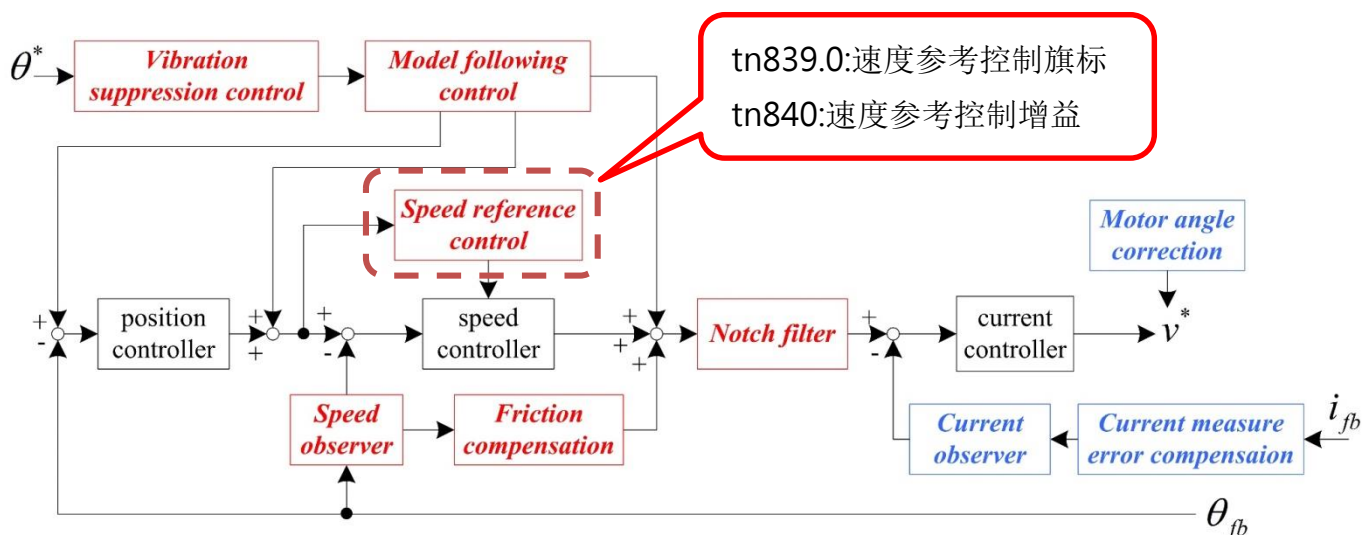 θ*
Vibration
suppression control
Model following
control
tn839.0:速度参考控制旗标
tn840:速度参考控制增益
Speed reference
control
Motor angle
correction
+
-
position
controller
+
+
+
-
speed
controller
+
+
+
Notch filter
+
-
current
controller
v*
Speed
observer
Friction
compensation
Current
observer
Current measure
error compensaion
i_fb
θ_fb